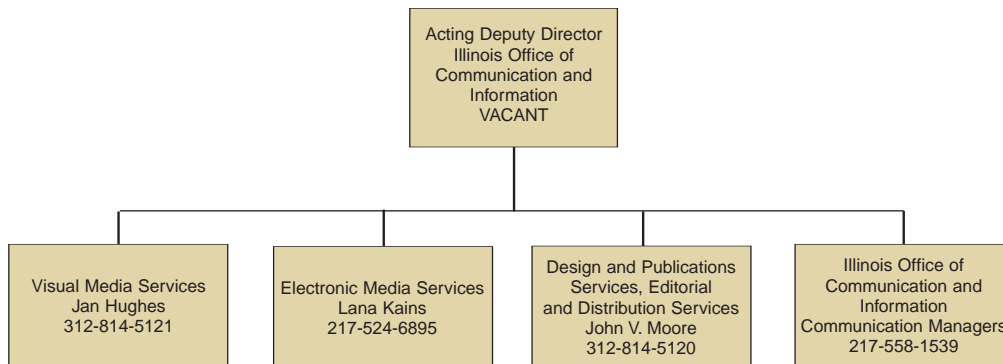 Acting Deputy Director
Illinois Office of
Communication and
Information
VACANT
Visual Media Services
Jan Hughes
312-814-5121
Electronic Media Services
Lana Kains
217-524-6895
Design and Publications
Services, Editorial
and Distribution Services
John V. Moore
312-814-5120
Illinois Office of
Communication and
Information
Communication Managers
217-558-1539